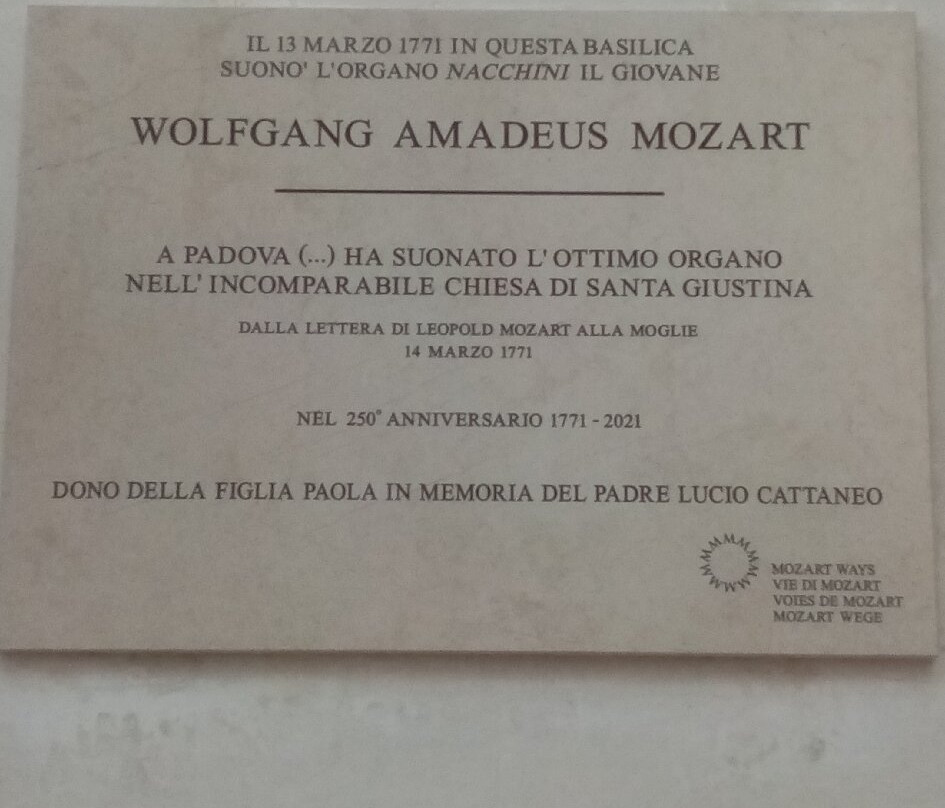 IL 13 MARZO 1771 IN QUESTA BASILICA
SUONO' L'ORGANO NACCHINI IL GIOVANE
WOLFGANG AMADEUS MOZART
A PADOVA (...) HA SUONATO L'OTTIMO ORGANO
NELL'INCOMPARABILE CHIESA DI SANTA GIUSTINA
DALLA LETTERA DI LEOPOLD MOZART ALLA MOGLIE
14 MARZO 1771
NEL 250° ANNIVERSARIO 1771 - 2021
DONO DELLA FIGLIA PAOLA IN MEMORIA DEL PADRE LUCIO CATTANEO
MOZART WAYS
VIE DI MOZART
VOIES DE MOZART
MOZART WEGE